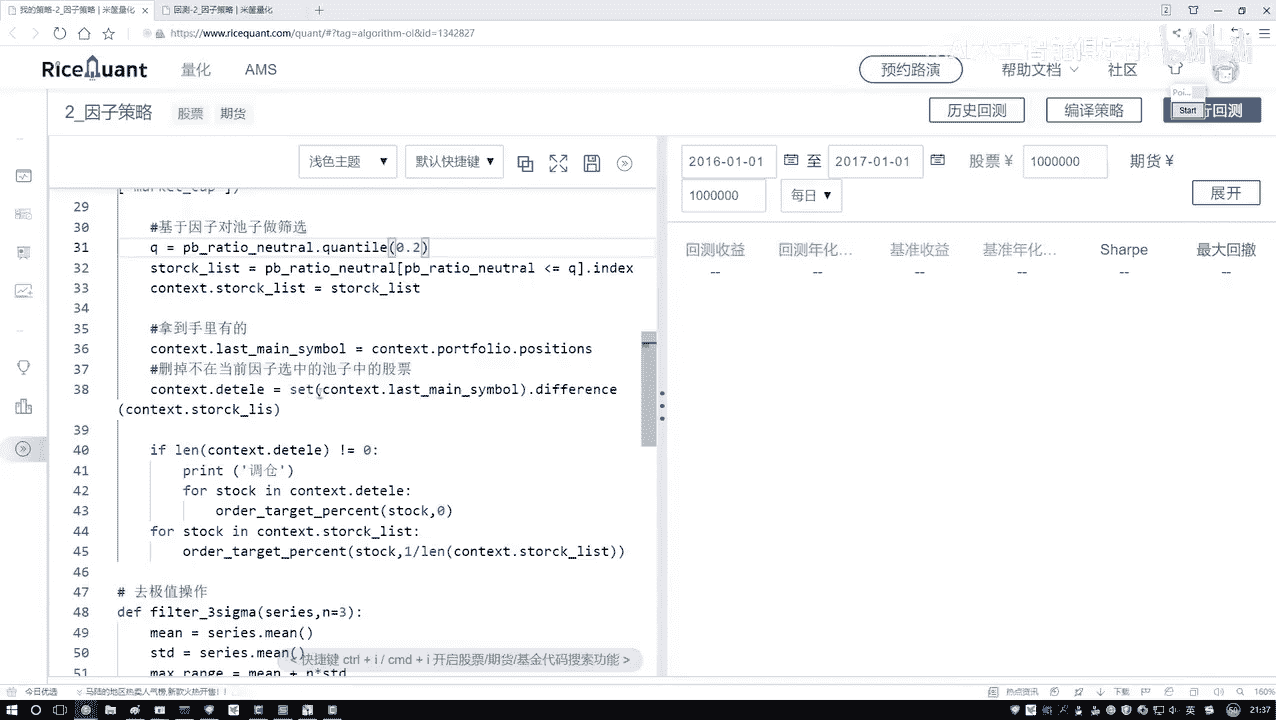 我的策略-2_因子策略 | 米筐量化
回测-2_因子策略 | 米筐量化
2
https://www.ricequant.com/quant/#?tag=algorithm-oi&id=1342827
RiceQuant 量化 AMS 预约路演 帮助文档 社区
Poi...
2_因子策略 股票 期货 历史回测 编译策略 Start 行回测
浅色主题 默认快捷键
2016-01-01 至 2017-01-01 股票 ¥ 1000000 期货 ¥
1000000 每日 展开
回测收益 回测年化... 基准收益 基准年化... Sharpe 最大回撤
-- -- -- -- -- --
["market_cap"])
29
30 #基于因子对池子做筛选
31 q = pb_ratio_neutral.quantile(0.2)
32 storck_list = pb_ratio_neutral[pb_ratio_neutral <= q].index
33 context.storck_list = storck_list
34
35 #拿到手里有的
36 context.last_main_symbol = context.portfolio.positions
37 #删掉不在当前因子选中的池子中的股票
38 context.detele = set(context.last_main_symbol).difference
(context.storck_lis)
39
40 if len(context.detele) != 0:
41 print ('调仓')
42 for stock in context.detele:
43 order_target_percent(stock,0)
44 for stock in context.storck_list:
45 order_target_percent(stock,1/len(context.storck_list))
46
47 # 去极值操作
48 def filter_3sigma(series,n=3):
49 mean = series.mean()
50 std = series.mean()
51 max_range = mean + n*std
< 快捷键 ctrl + i / cmd + i 开启股票/期货/基金代码搜索功能 >
今日优选 热点资讯 下载 160%
英 21:37